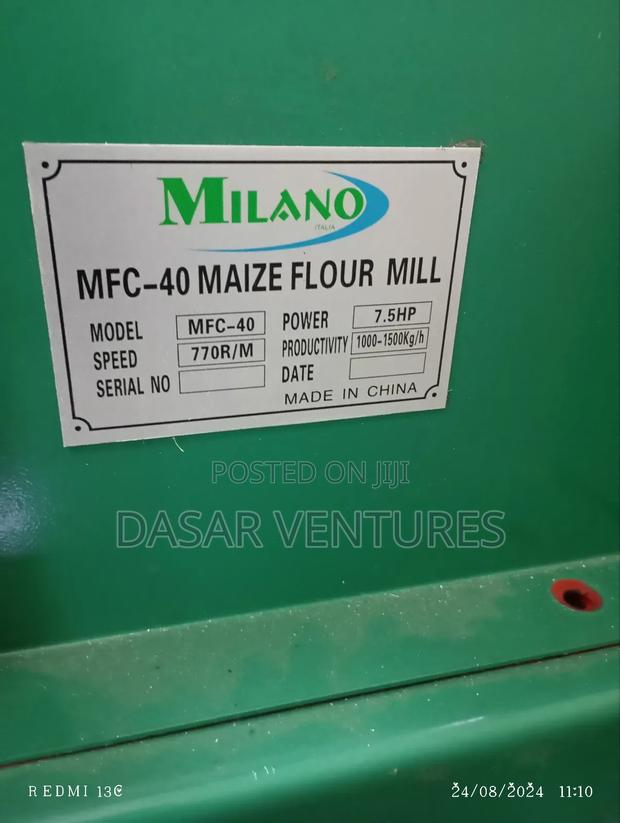 MILANO
ITALIA
MFC-40 MAIZE FLOUR MILL
MODEL MFC-40 POWER 7.5HP
SPEED 770R/M PRODUCTIVITY 1000-1500Kg/h
SERIAL NO DATE
MADE IN CHINA
POSTED ON JIJI
DASAR VENTURES
REDMI 13C 24/08/2024 11:10